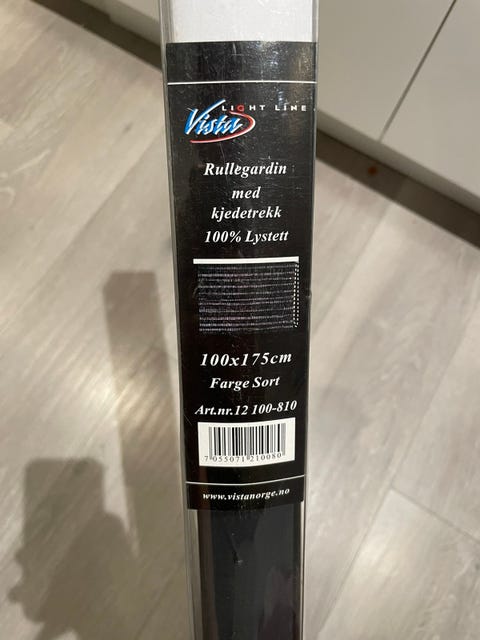 LIGHT LINE
Vista
Rullegardin
med
kjedetrekk
100% Lystett
100x175cm
Farge Sort
Art.nr.12 100-810
7 055071 210080
www.vistanorge.no